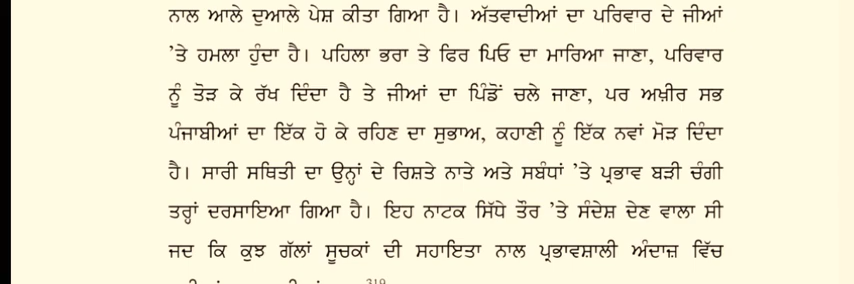 ਨਾਲ ਆਲੇ ਦੁਆਲੇ ਪੇਸ਼ ਕੀਤਾ ਗਿਆ ਹੈ। ਅੱਤਵਾਦੀਆਂ ਦਾ ਪਰਿਵਾਰ ਦੇ ਜੀਆਂ
’ਤੇ ਹਮਲਾ ਹੁੰਦਾ ਹੈ। ਪਹਿਲਾ ਭਰਾ ਤੇ ਫਿਰ ਪਿਓ ਦਾ ਮਾਰਿਆ ਜਾਣਾ, ਪਰਿਵਾਰ
ਨੂੰ ਤੋੜ ਕੇ ਰੱਖ ਦਿੰਦਾ ਹੈ ਤੇ ਜੀਆਂ ਦਾ ਪਿੰਡੋਂ ਚਲੇ ਜਾਣਾ, ਪਰ ਅਖ਼ੀਰ ਸਭ
ਪੰਜਾਬੀਆਂ ਦਾ ਇੱਕ ਹੋ ਕੇ ਰਹਿਣ ਦਾ ਸੁਭਾਅ, ਕਹਾਣੀ ਨੂੰ ਇੱਕ ਨਵਾਂ ਮੋੜ ਦਿੰਦਾ
ਹੈ। ਸਾਰੀ ਸਥਿਤੀ ਦਾ ਉਨ੍ਹਾਂ ਦੇ ਰਿਸ਼ਤੇ ਨਾਤੇ ਅਤੇ ਸਬੰਧਾਂ ’ਤੇ ਪ੍ਰਭਾਵ ਬੜੀ ਚੰਗੀ
ਤਰ੍ਹਾਂ ਦਰਸਾਇਆ ਗਿਆ ਹੈ। ਇਹ ਨਾਟਕ ਸਿੱਧੇ ਤੌਰ ’ਤੇ ਸੰਦੇਸ਼ ਦੇਣ ਵਾਲਾ ਸੀ
ਜਦ ਕਿ ਕੁਝ ਗੱਲਾਂ ਸੂਚਕਾਂ ਦੀ ਸਹਾਇਤਾ ਨਾਲ ਪ੍ਰਭਾਵਸ਼ਾਲੀ ਅੰਦਾਜ਼ ਵਿੱਚ
319